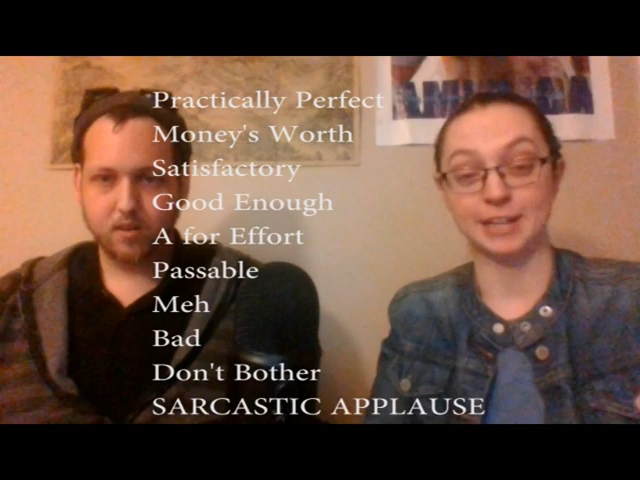 Practically Perfect
Money's Worth
Satisfactory
Good Enough
A for Effort
Passable
Meh
Bad
Don't Bother
SARCASTIC APPLAUSE